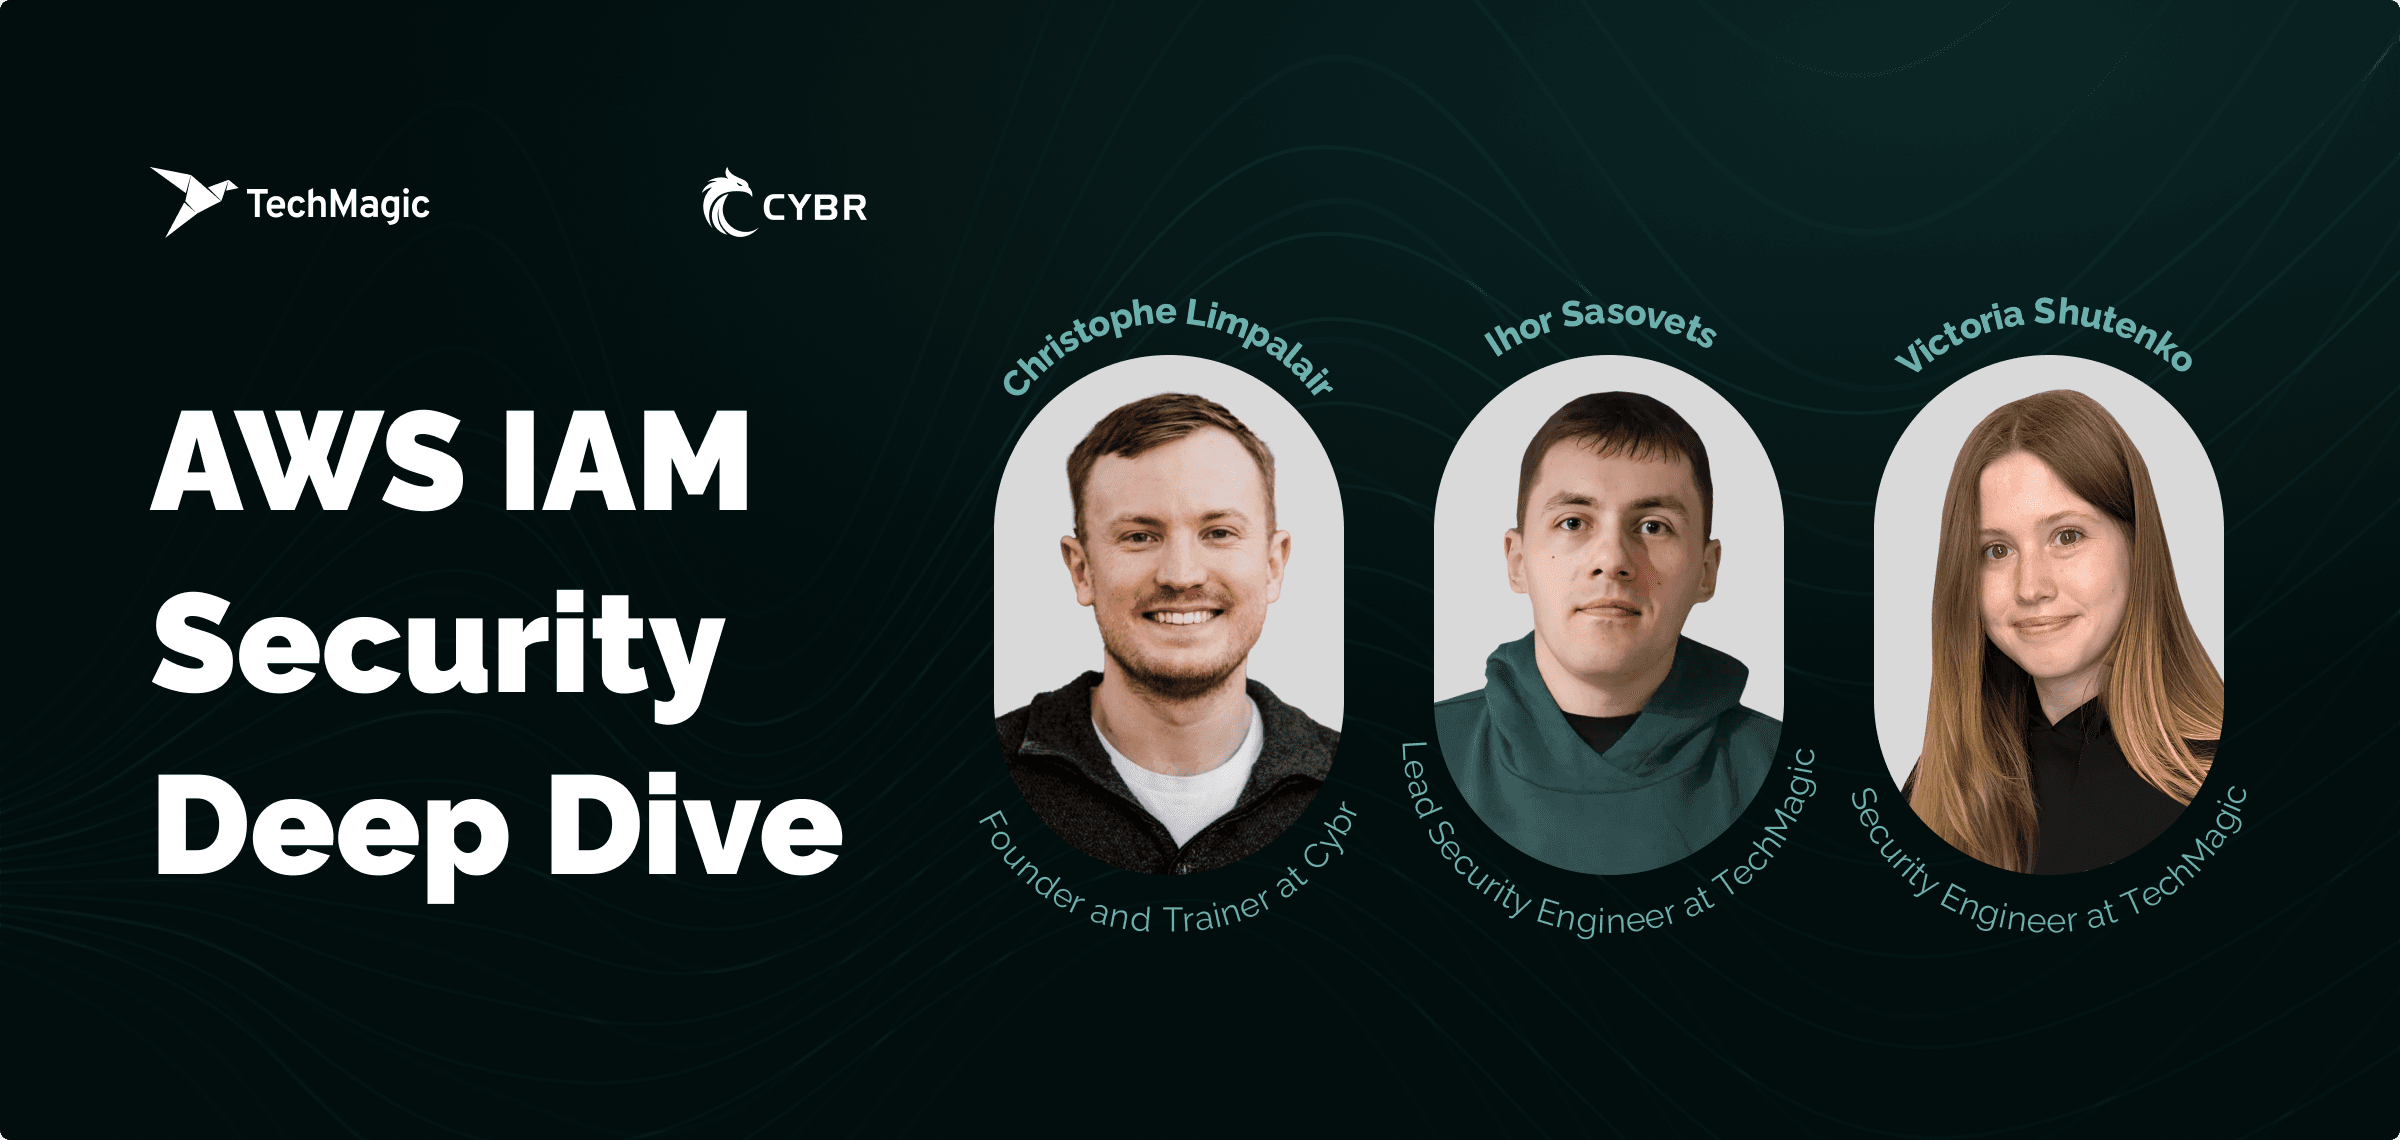 TechMagic
CYBR
AWS IAM
Security
Deep Dive
Christophe Limpalair
Founder and Trainer at Cybr
Ihor Sasovets
Lead Security Engineer at TechMagic
Victoria Shutenko
Security Engineer at TechMagic